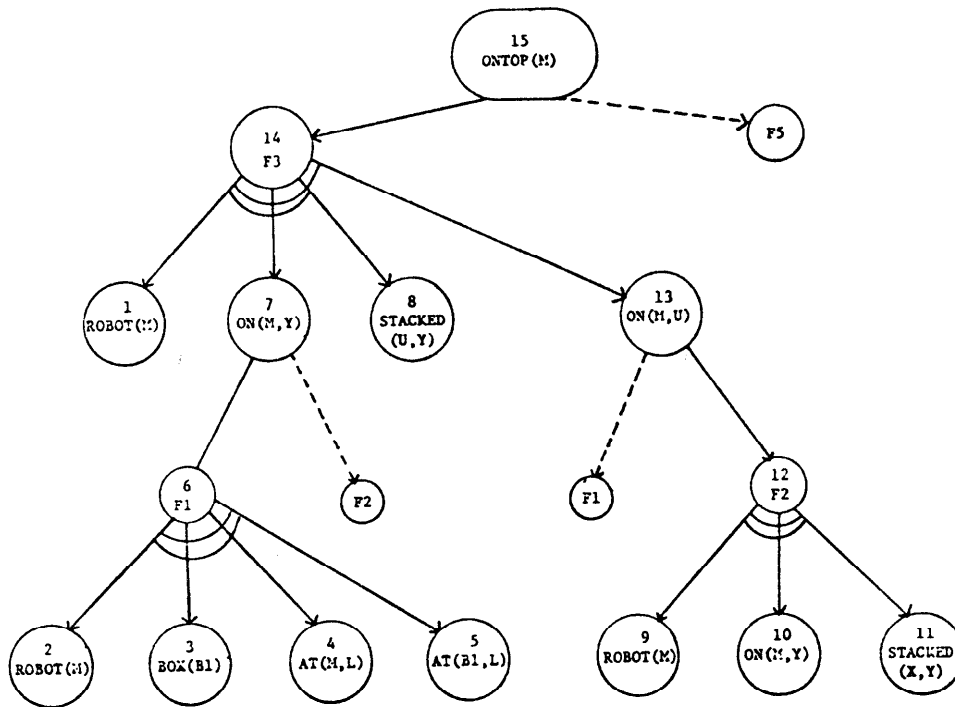 15
ONTOP(M)
F5
14
F3
1
ROBOT(M)
7
ON(M,Y)
8
STACKED
(U,Y)
13
ON(M,U)
6
F1
F2
F1
12
F2
2
ROBOT(M)
3
BOX(B1)
4
AT(M,L)
5
AT(B1,L)
9
ROBOT(M)
10
ON(M,Y)
11
STACKED
(X,Y)